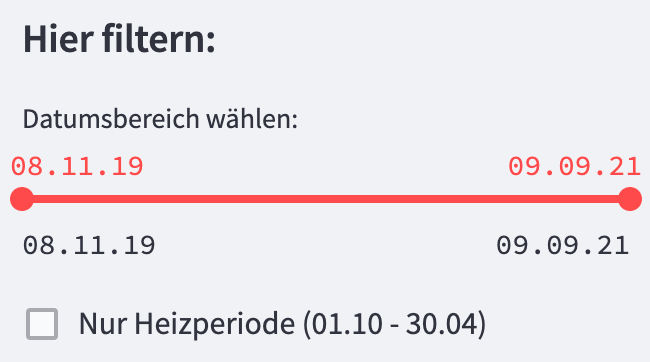 Hier filtern:
Datumsbereich wählen:
08.11.19 09.09.21
08.11.19 09.09.21
Nur Heizperiode (01.10 - 30.04)